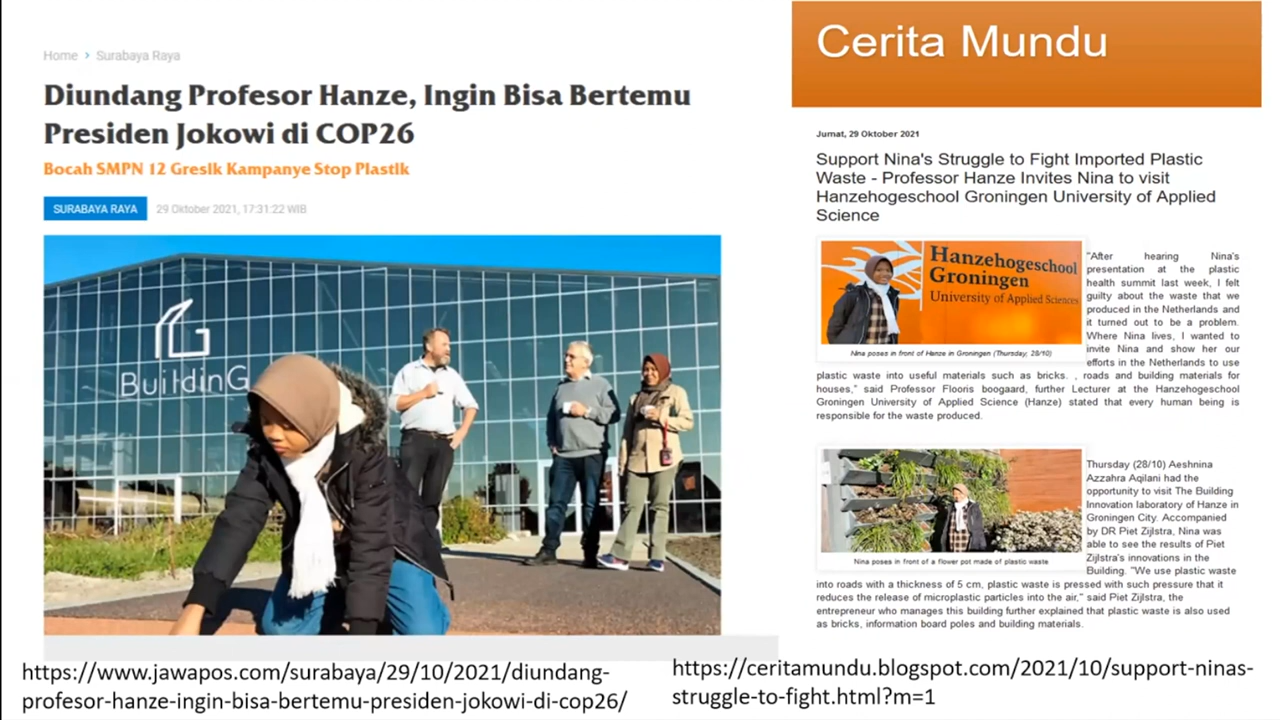 Home > Surabaya Raya
Diundang Profesor Hanze, Ingin Bisa Bertemu
Presiden Jokowi di COP26
Bocah SMPN 12 Gresik Kampanye Stop Plastik
SURABAYA RAYA 29 Oktober 2021, 17:31:22 WIB
BuildinG
https://www.jawapos.com/surabaya/29/10/2021/diundang-
profesor-hanze-ingin-bisa-bertemu-presiden-jokowi-di-cop26/
Cerita Mundu
Jumat, 29 Oktober 2021
Support Nina's Struggle to Fight Imported Plastic
Waste - Professor Hanze Invites Nina to visit
Hanzehogeschool Groningen University of Applied
Science
Hanzehogeschool
Groningen
University of Applied Sciences
Nina poses in front of Hanze in Groningen (Thursday, 28/10)
"After hearing Nina's
presentation at the plastic
health summit last week, I felt
guilty about the waste that we
produced in the Netherlands and
it turned out to be a problem.
Where Nina lives, I wanted to
invite Nina and show her our
efforts in the Netherlands to use
plastic waste into useful materials such as bricks. , roads and building materials for
houses," said Professor Flooris boogaard, further Lecturer at the Hanzehogeschool
Groningen University of Applied Science (Hanze) stated that every human being is
responsible for the waste produced.
Nina poses in front of a flower pot made of plastic waste
Thursday (28/10) Aeshnina
Azzahra Aqilani had the
opportunity to visit The Building
Innovation laboratory of Hanze in
Groningen City. Accompanied
by DR Piet Zijlstra, Nina was
able to see the results of Piet
Zijlstra's innovations in the
Building. "We use plastic waste
into roads with a thickness of 5 cm, plastic waste is pressed with such pressure that it
reduces the release of microplastic particles into the air," said Piet Zijlstra, the
entrepreneur who manages this building further explained that plastic waste is also used
as bricks, information board poles and building materials.
https://ceritamundu.blogspot.com/2021/10/support-ninas-
struggle-to-fight.html?m=1